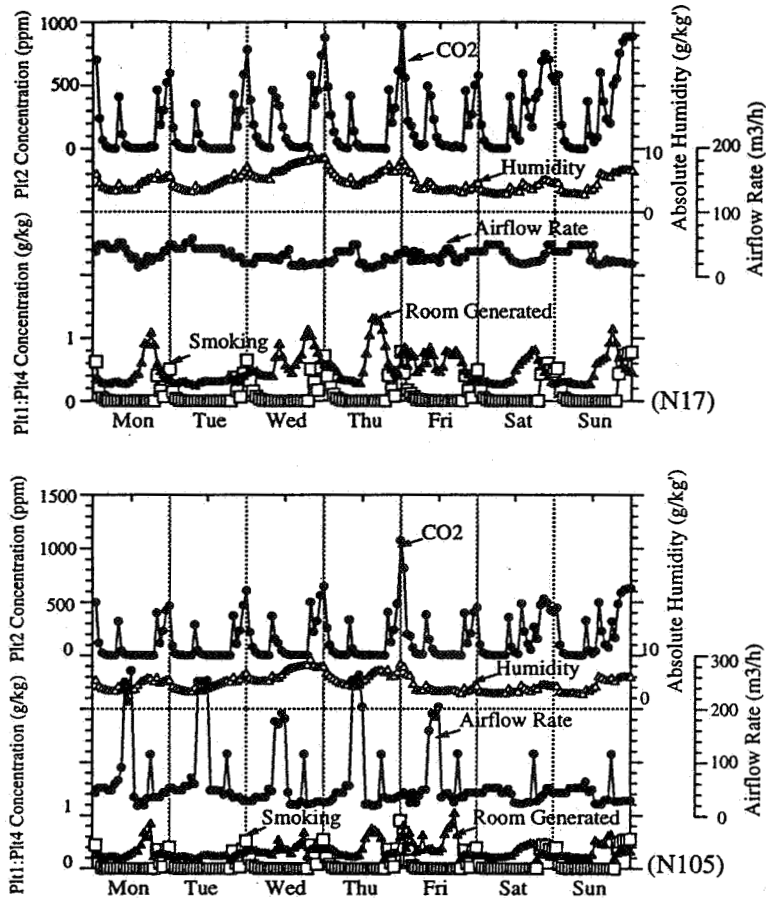 Plt1:Plt4 Concentration (g/kg) Plt2 Concentration (ppm)
1000
500
0
1
0
CO2
Humidity
Airflow Rate
Room Generated
Smoking
10
0
Absolute Humidity (g/kg')
200
100
0
Airflow Rate (m3/h)
Mon Tue Wed Thu Fri Sat Sun
(N17)
Plt1:Plt4 Concentration (g/kg) Plt2 Concentration (ppm)
1500
1000
500
0
1
0
CO2
Humidity
Airflow Rate
Smoking
Room Generated
10
0
Absolute Humidity (g/kg')
300
200
100
0
Airflow Rate (m3/h)
Mon Tue Wed Thu Fri Sat Sun
(N105)